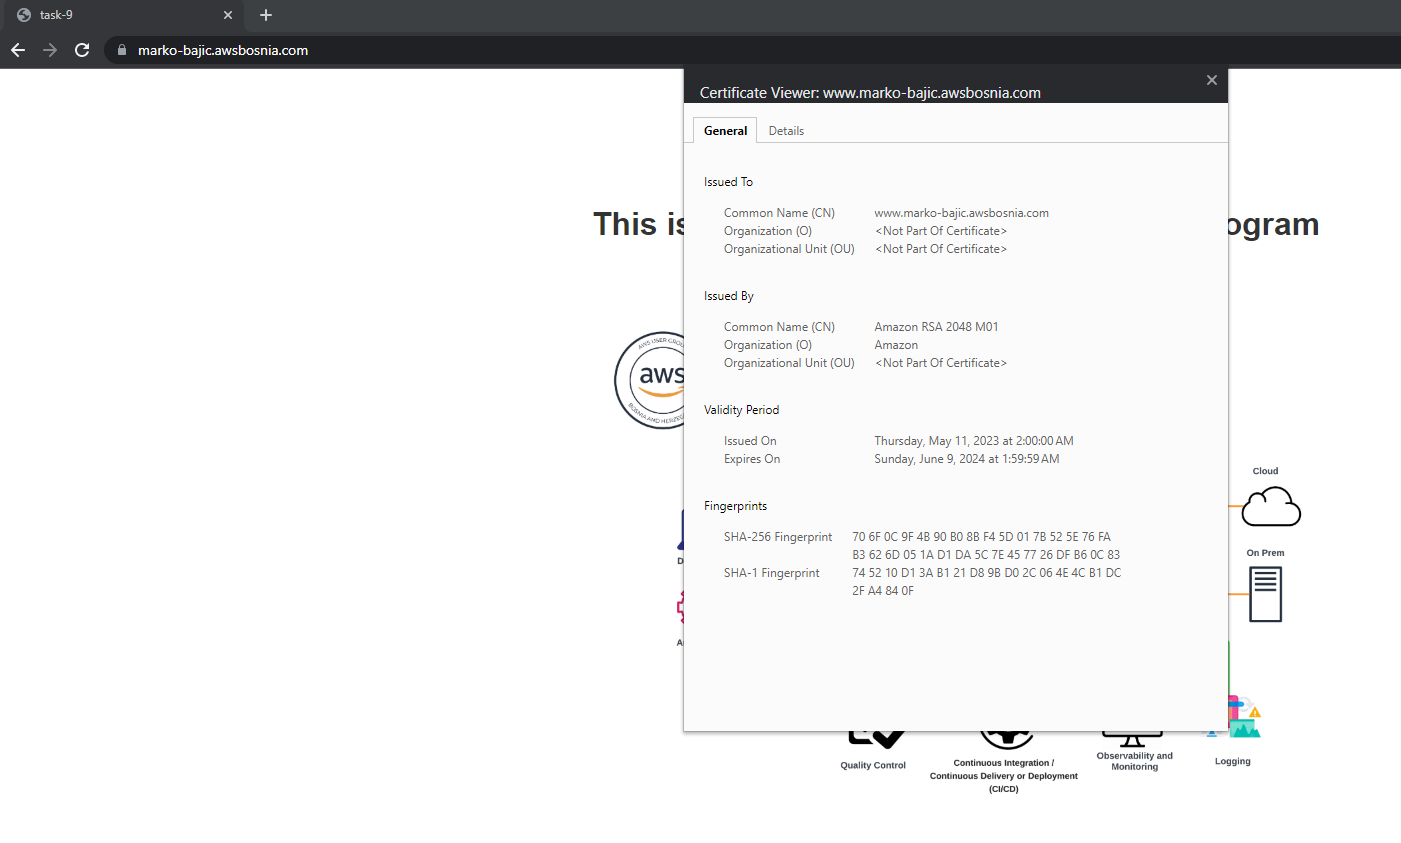 task-9
marko-bajic.awsbosnia.com
Certificate Viewer: www.marko-bajic.awsbosnia.com
General Details
This is
ogram
Issued To
Common Name (CN) www.marko-bajic.awsbosnia.com
Organization (O) <Not Part Of Certificate>
Organizational Unit (OU) <Not Part Of Certificate>
Issued By
Common Name (CN) Amazon RSA 2048 M01
Organization (O) Amazon
Organizational Unit (OU) <Not Part Of Certificate>
AWS USER GROU
aws
BOSNIA AND HERZEG
Validity Period
Issued On Thursday, May 11, 2023 at 2:00:00 AM
Expires On Sunday, June 9, 2024 at 1:59:59 AM
Fingerprints
SHA-256 Fingerprint 70 6F 0C 9F 4B 90 B0 8B F4 5D 01 7B 52 5E 76 FA
B3 62 6D 05 1A D1 DA 5C 7E 45 77 26 DF B6 0C 83
SHA-1 Fingerprint 74 52 10 D1 3A B1 21 D8 9B D0 2C 06 4E 4C B1 DC
2F A4 84 0F
Cloud
On Prem
Quality Control
Continuous Integration /
Continuous Delivery or Deployment
(CI/CD)
Observability and
Monitoring
Logging